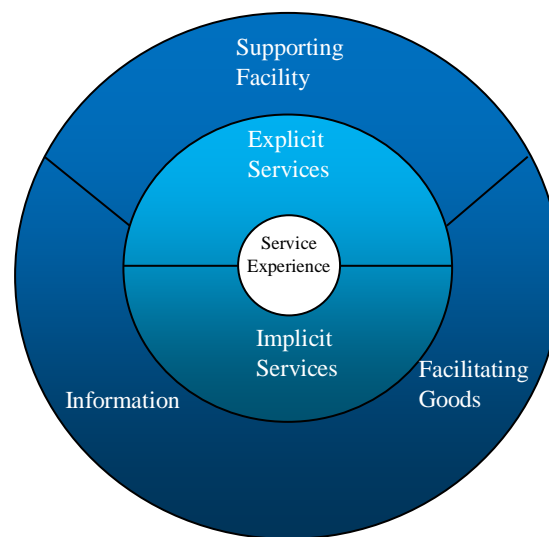 Supporting
Facility
Explicit
Services
Service
Experience
Implicit
Services
Information
Facilitating
Goods